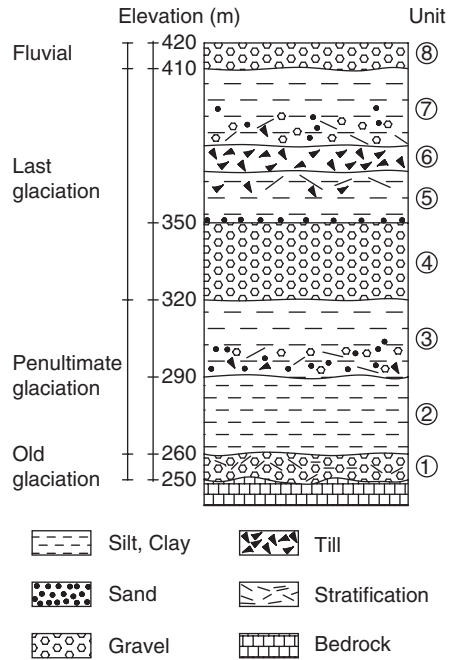 Elevation (m) Unit
Fluvial 420 ⑧
410
⑦
Last
glaciation ⑥
⑤
350
④
320
③
Penultimate
glaciation 290
②
Old 260
glaciation 250 ①
Silt, Clay Till
Sand Stratification
Gravel Bedrock